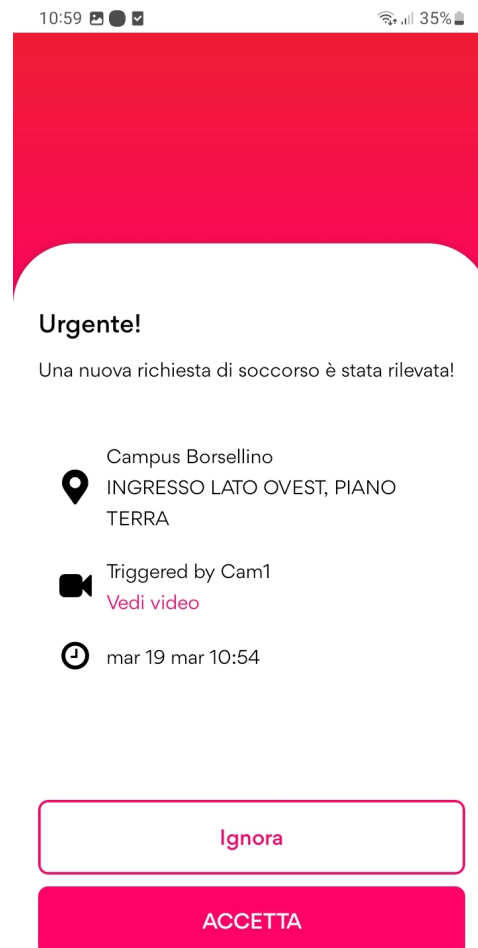 10:59 35%
Urgente!
Una nuova richiesta di soccorso è stata rilevata!
Campus Borsellino
INGRESSO LATO OVEST, PIANO
TERRA
Triggered by Cam1
Vedi video
mar 19 mar 10:54
Ignora
ACCETTA